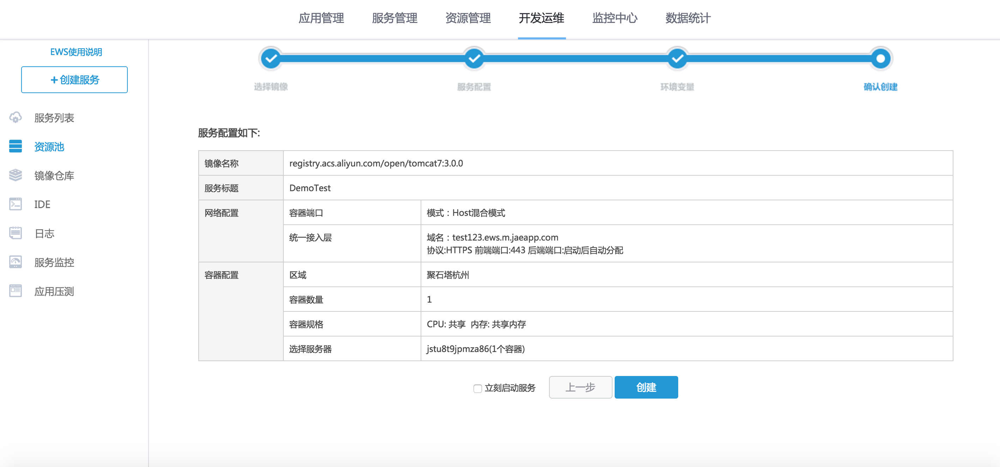 应用管理 服务管理 资源管理 开发运维 监控中心 数据统计
EWS使用说明
+ 创建服务
服务列表
资源池
镜像仓库
IDE
日志
服务监控
应用压测
选择镜像 服务配置 环境变量 确认创建
服务配置如下:
镜像名称 registry.acs.aliyun.com/open/tomcat7:3.0.0
服务标题 DemoTest
网络配置 容器端口 模式：Host混合模式
统一接入层 域名：test123.ews.m.jaeapp.com
协议:HTTPS 前端端口:443 后端端口:启动后自动分配
容器配置 区域 聚石塔杭州
容器数量 1
容器规格 CPU: 共享 内存: 共享内存
选择服务器 jstu8t9jpmza86(1个容器)
立刻启动服务 上一步 创建